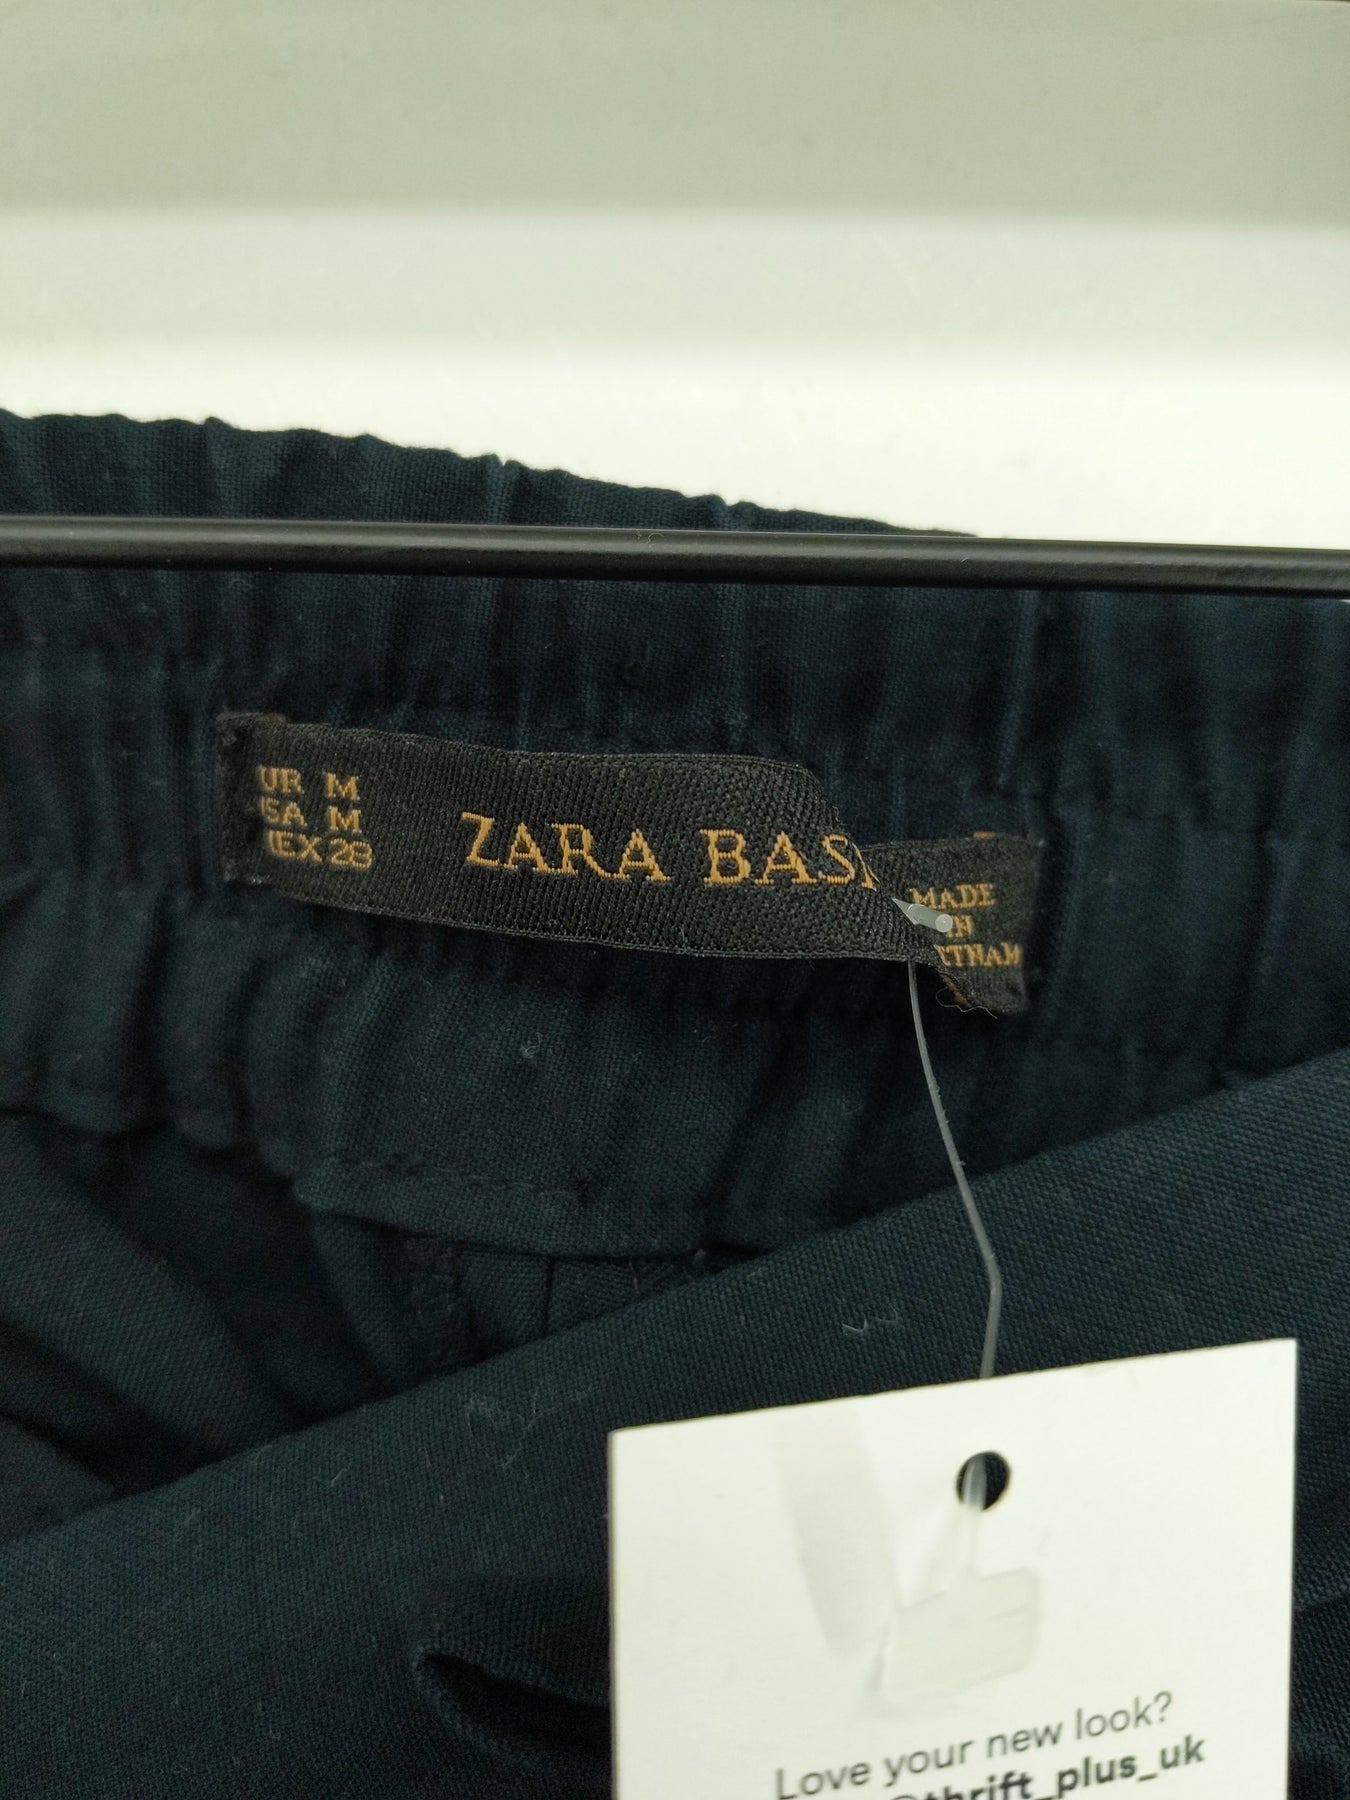 UR M
SA M
EX 28
ZARA BAS
MADE
IN
TNAM
Love your new look?
@thrift_plus_uk